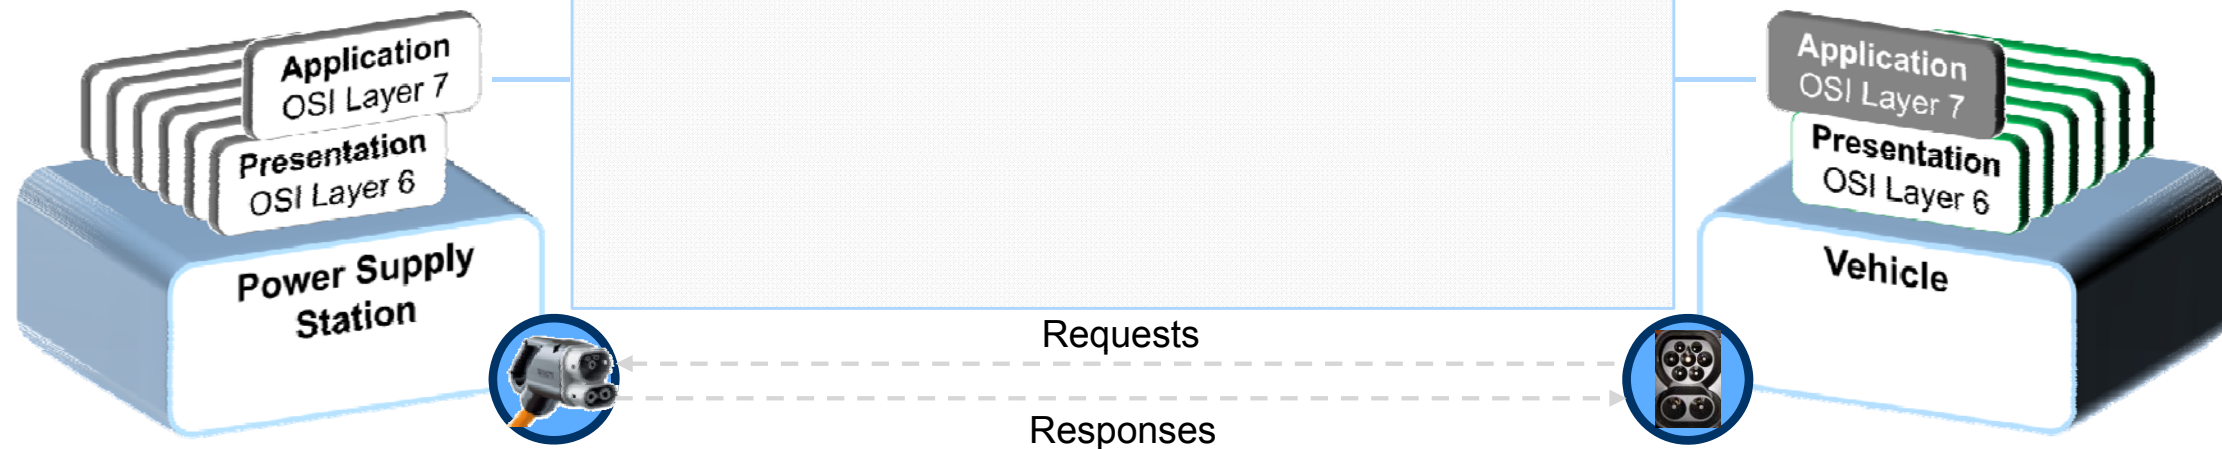 Application
OSI Layer 7
Presentation
OSI Layer 6
Power Supply
Station
Requests
Responses
Application
OSI Layer 7
Presentation
OSI Layer 6
Vehicle